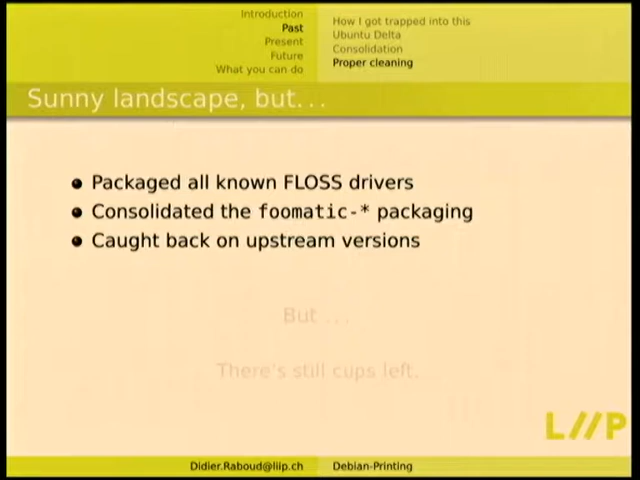 Introduction
Past
Present
Future
What you can do
How I got trapped into this
Ubuntu Delta
Consolidation
Proper cleaning
Sunny landscape, but...
Packaged all known FLOSS drivers
Consolidated the foomatic-* packaging
Caught back on upstream versions
But ...
There's still cups left...
LIIP
Didier.Raboud@liip.ch
Debian-Printing